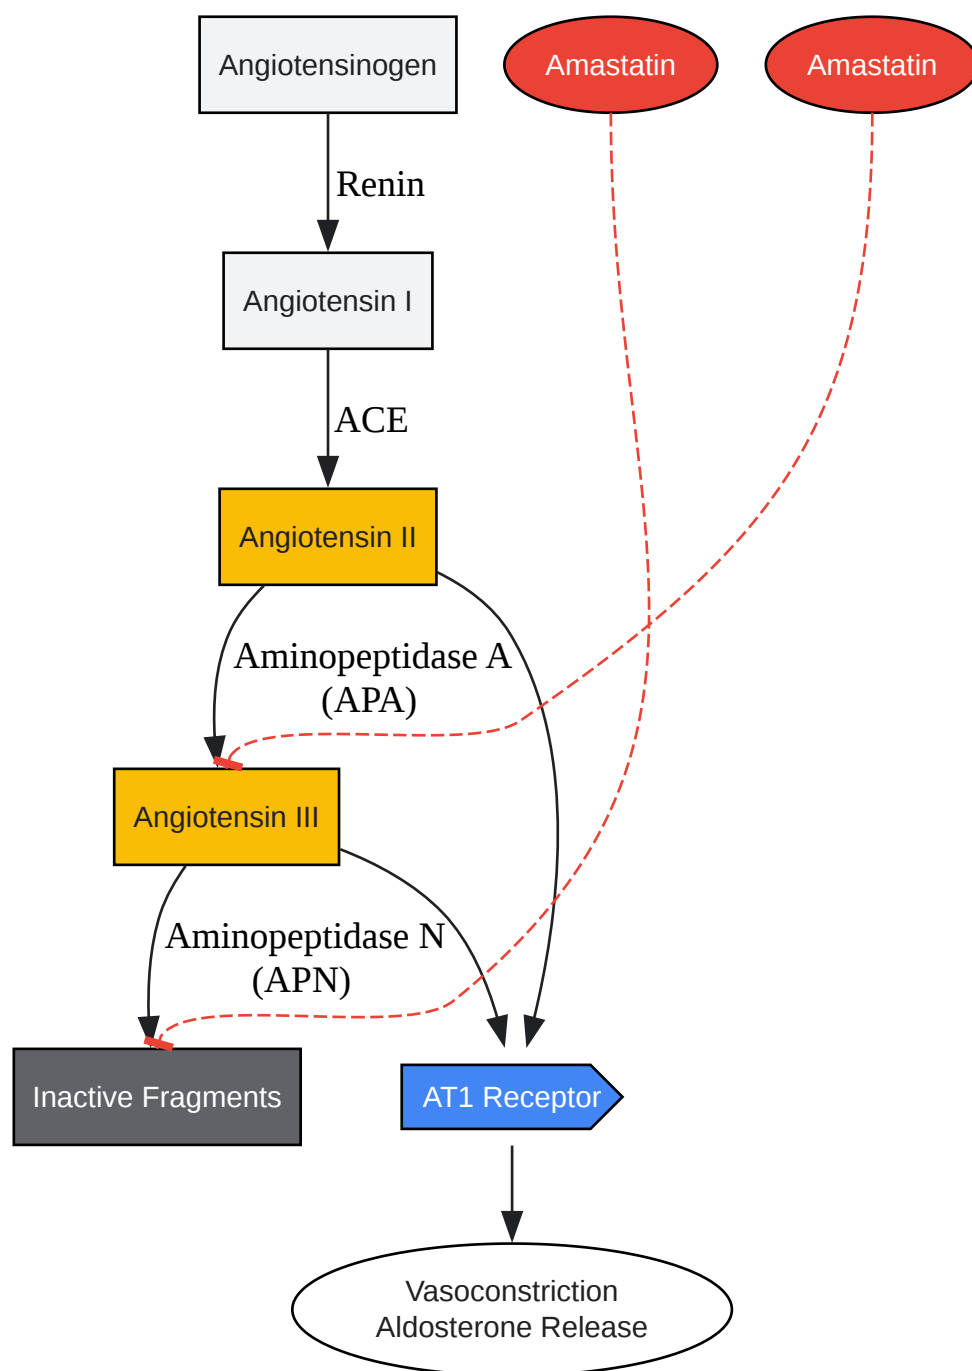 Angiotensinogen
Amastatin
Amastatin
Renin
Angiotensin I
ACE
Angiotensin II
Aminopeptidase A
(APA)
Angiotensin III
Aminopeptidase N
(APN)
Inactive Fragments
AT1 Receptor
Vasoconstriction
Aldosterone Release